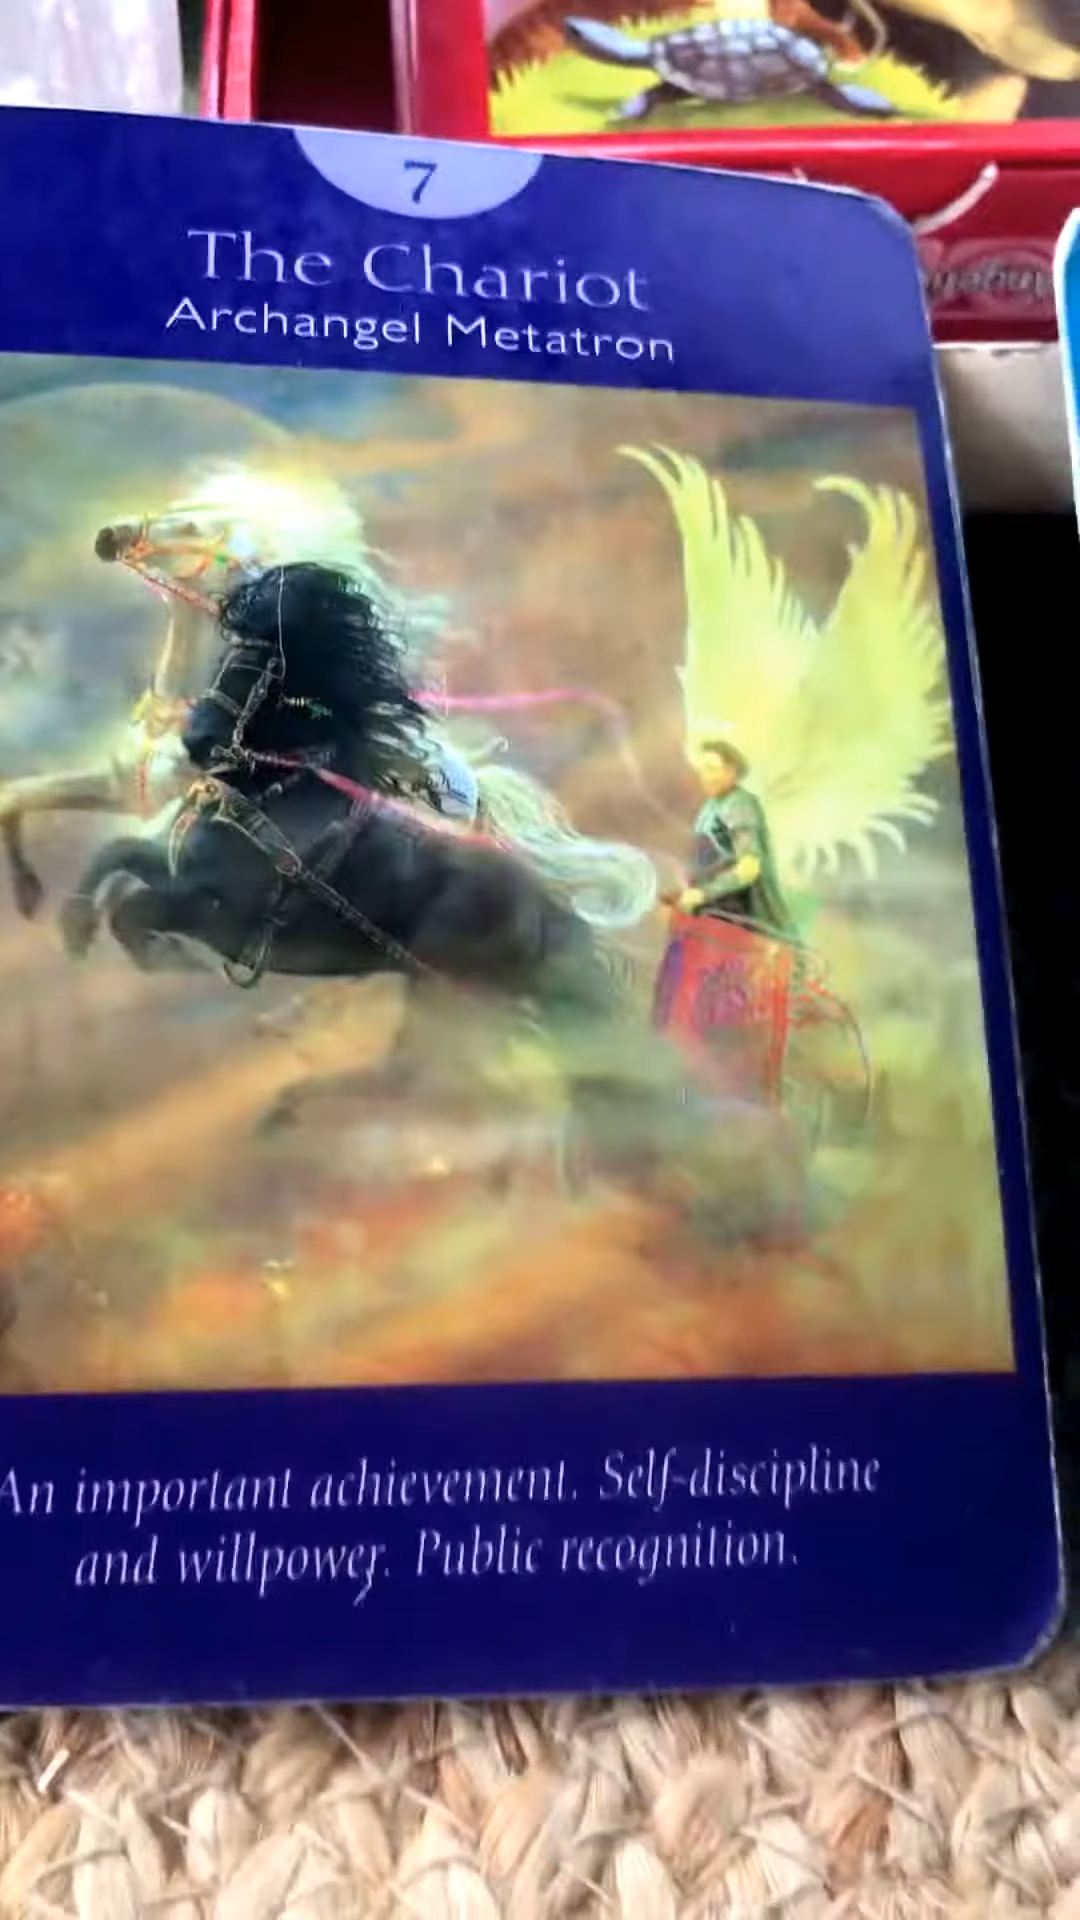 7
The Chariot
Archangel Metatron
An important achievement. Self-discipline
and willpower. Public recognition.